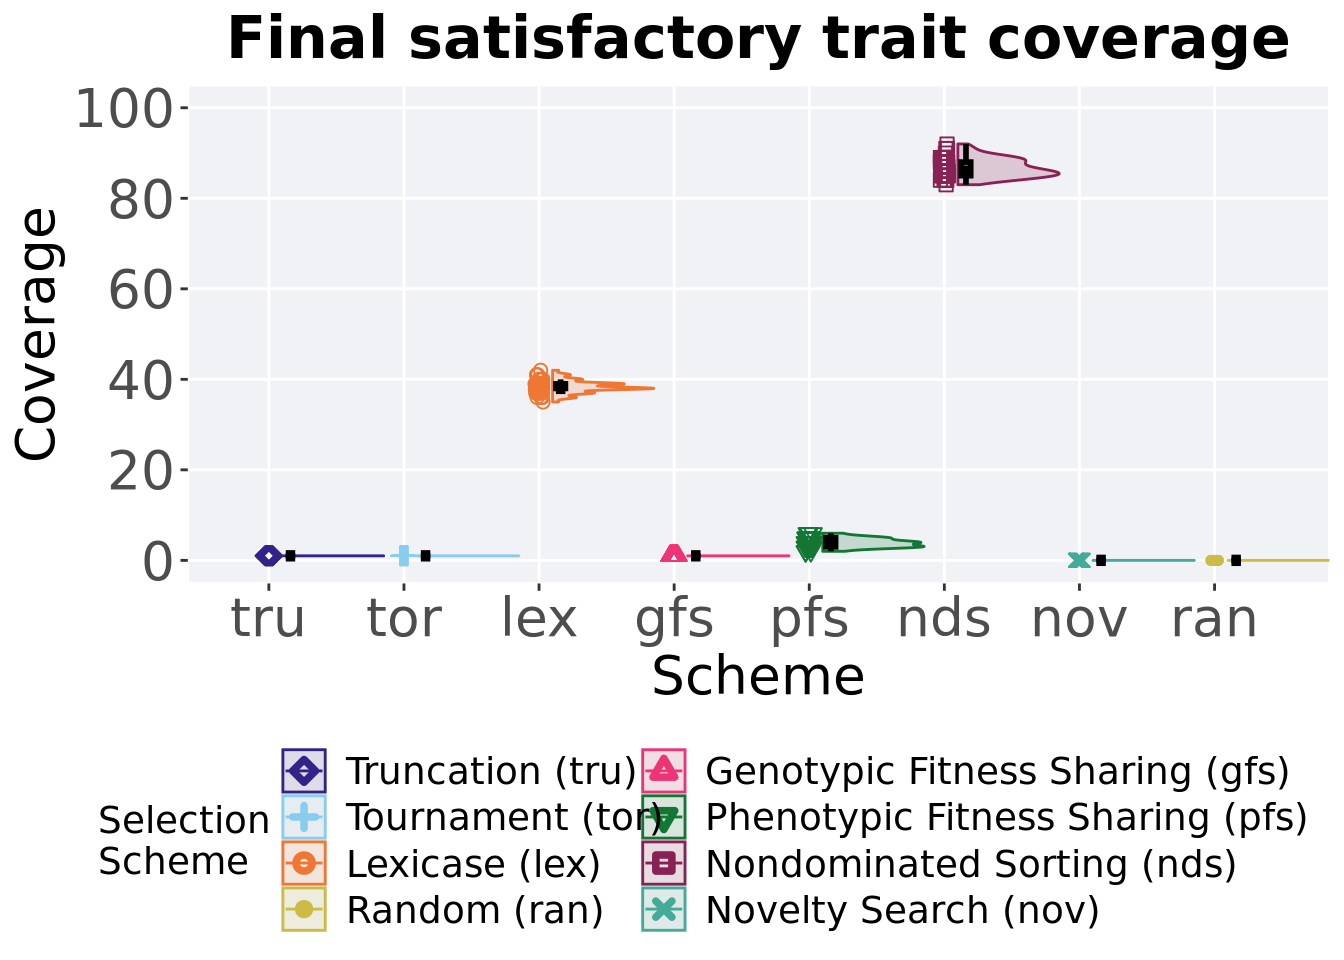 Final satisfactory trait coverage
100
80
60
40
20
0
Coverage
tru tor lex gfs pfs nds nov ran
Scheme
Selection
Scheme
Truncation (tru)
Tournament (tor)
Lexicase (lex)
Random (ran)
Genotypic Fitness Sharing (gfs)
Phenotypic Fitness Sharing (pfs)
Nondominated Sorting (nds)
Novelty Search (nov)